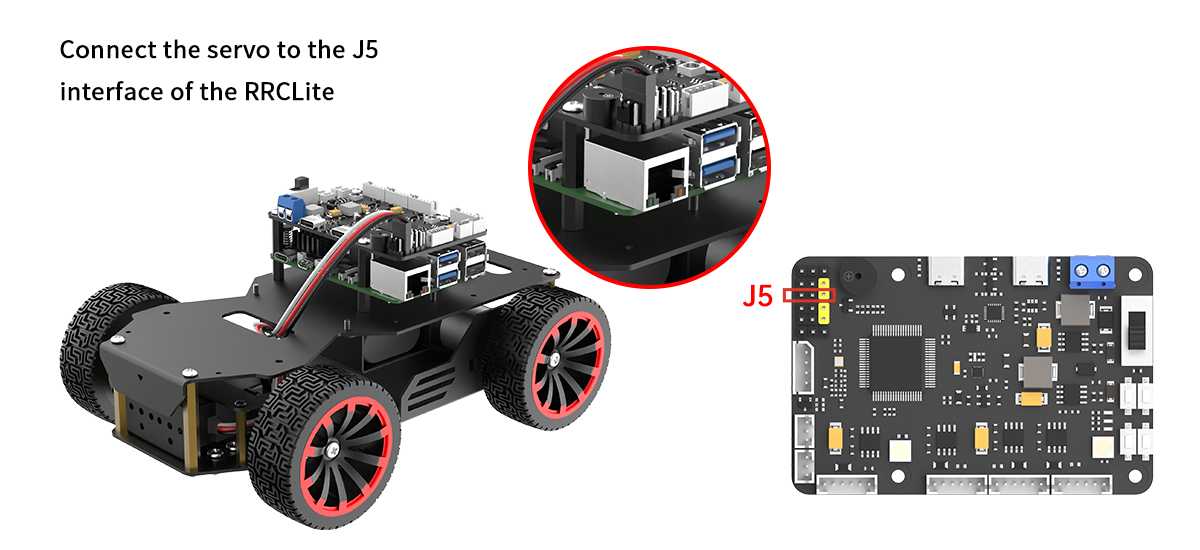 Connect the servo to the J5
interface of the RRCLite
J5